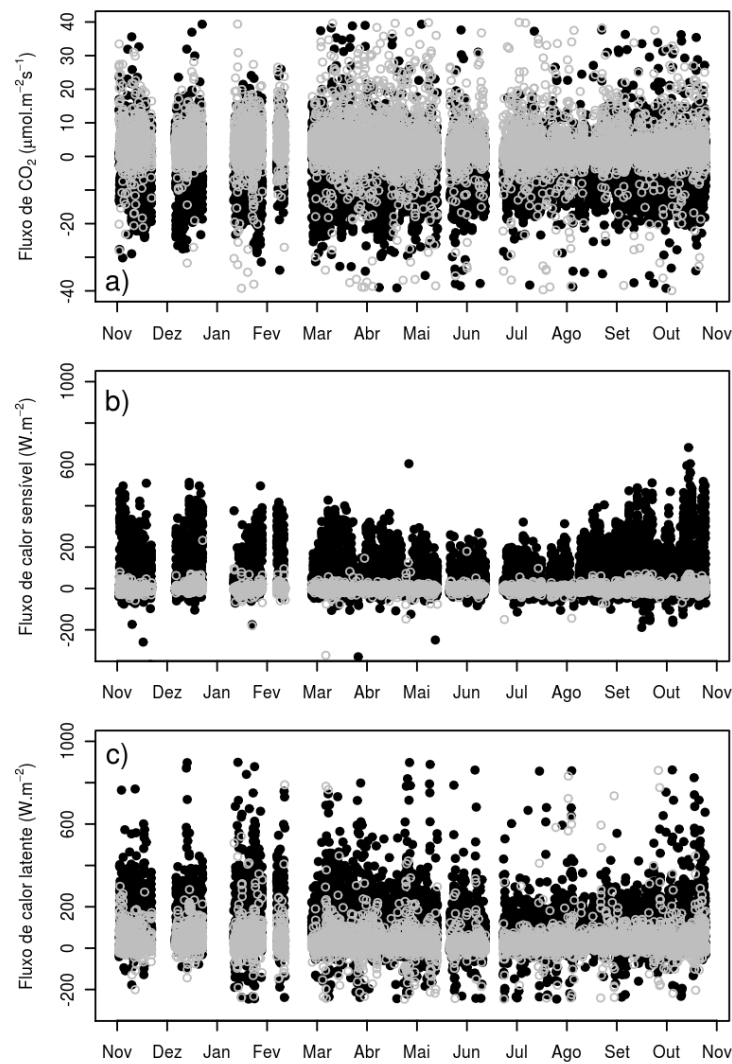 Fluxo de CO₂ (μmol.m⁻²s⁻¹)
40
20
10
0
-20
-40
a)
Nov Dez Jan Fev Mar Abr Mai Jun Jul Ago Set Out Nov
Fluxo de calor sensível (W.m⁻²)
1000
600
200
0
-200
b)
Nov Dez Jan Fev Mar Abr Mai Jun Jul Ago Set Out Nov
Fluxo de calor latente (W.m⁻²)
1000
600
200
0
-200
c)
Nov Dez Jan Fev Mar Abr Mai Jun Jul Ago Set Out Nov